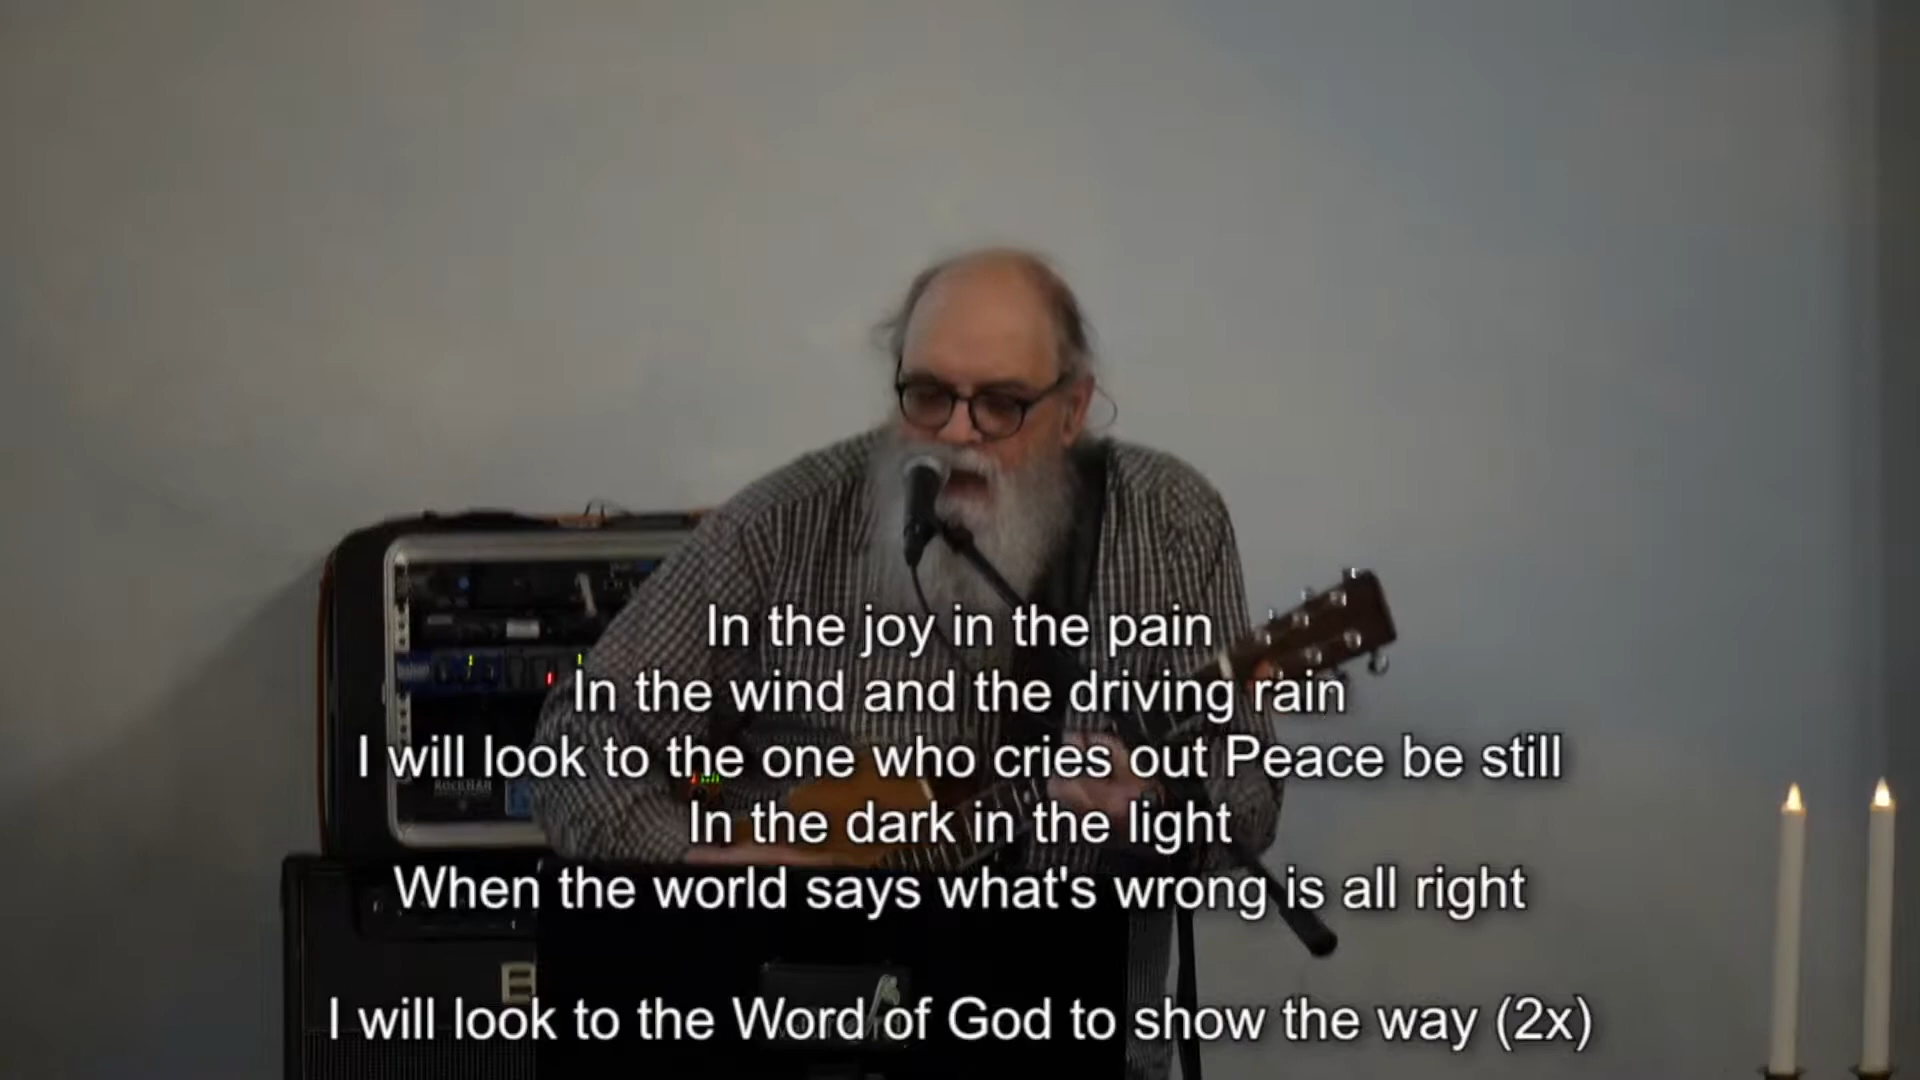 In the joy in the pain
In the wind and the driving rain
I will look to the one who cries out Peace be still
In the dark in the light
When the world says what's wrong is all right
I will look to the Word of God to show the way (2x)